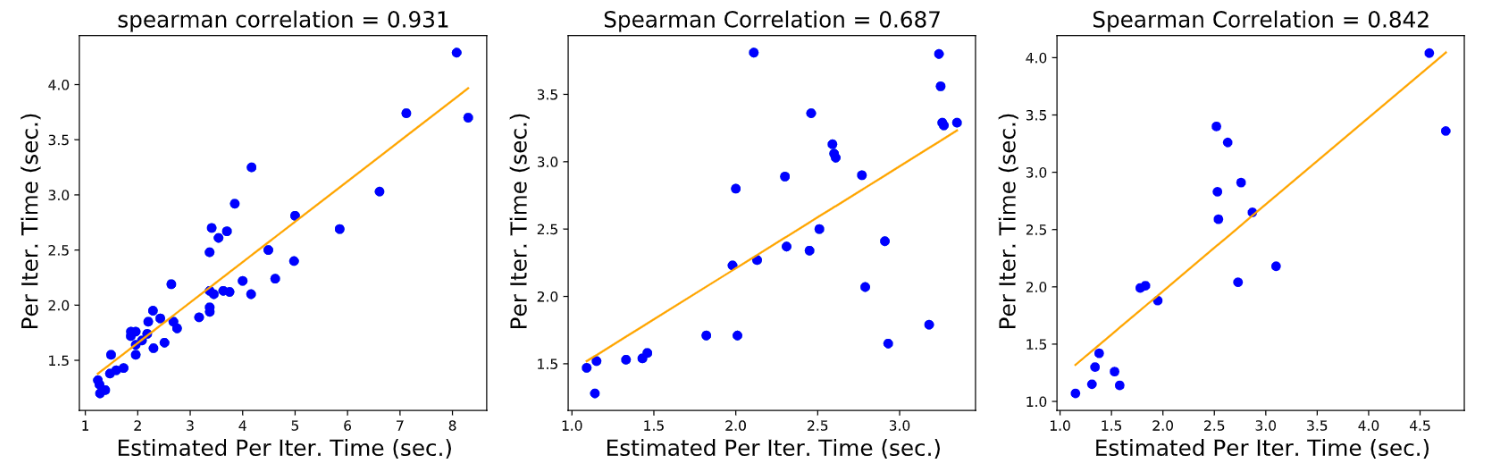 spearman correlation = 0.931
Per Iter. Time (sec.)
4.0
3.5
3.0
2.5
2.0
1.5
1 2 3 4 5 6 7 8
Estimated Per Iter. Time (sec.)
Spearman Correlation = 0.687
Per Iter. Time (sec.)
3.5
3.0
2.5
2.0
1.5
1.0 1.5 2.0 2.5 3.0
Estimated Per Iter. Time (sec.)
Spearman Correlation = 0.842
Per Iter. Time (sec.)
4.0
3.5
3.0
2.5
2.0
1.5
1.0
1.0 1.5 2.0 2.5 3.0 3.5 4.0 4.5
Estimated Per Iter. Time (sec.)